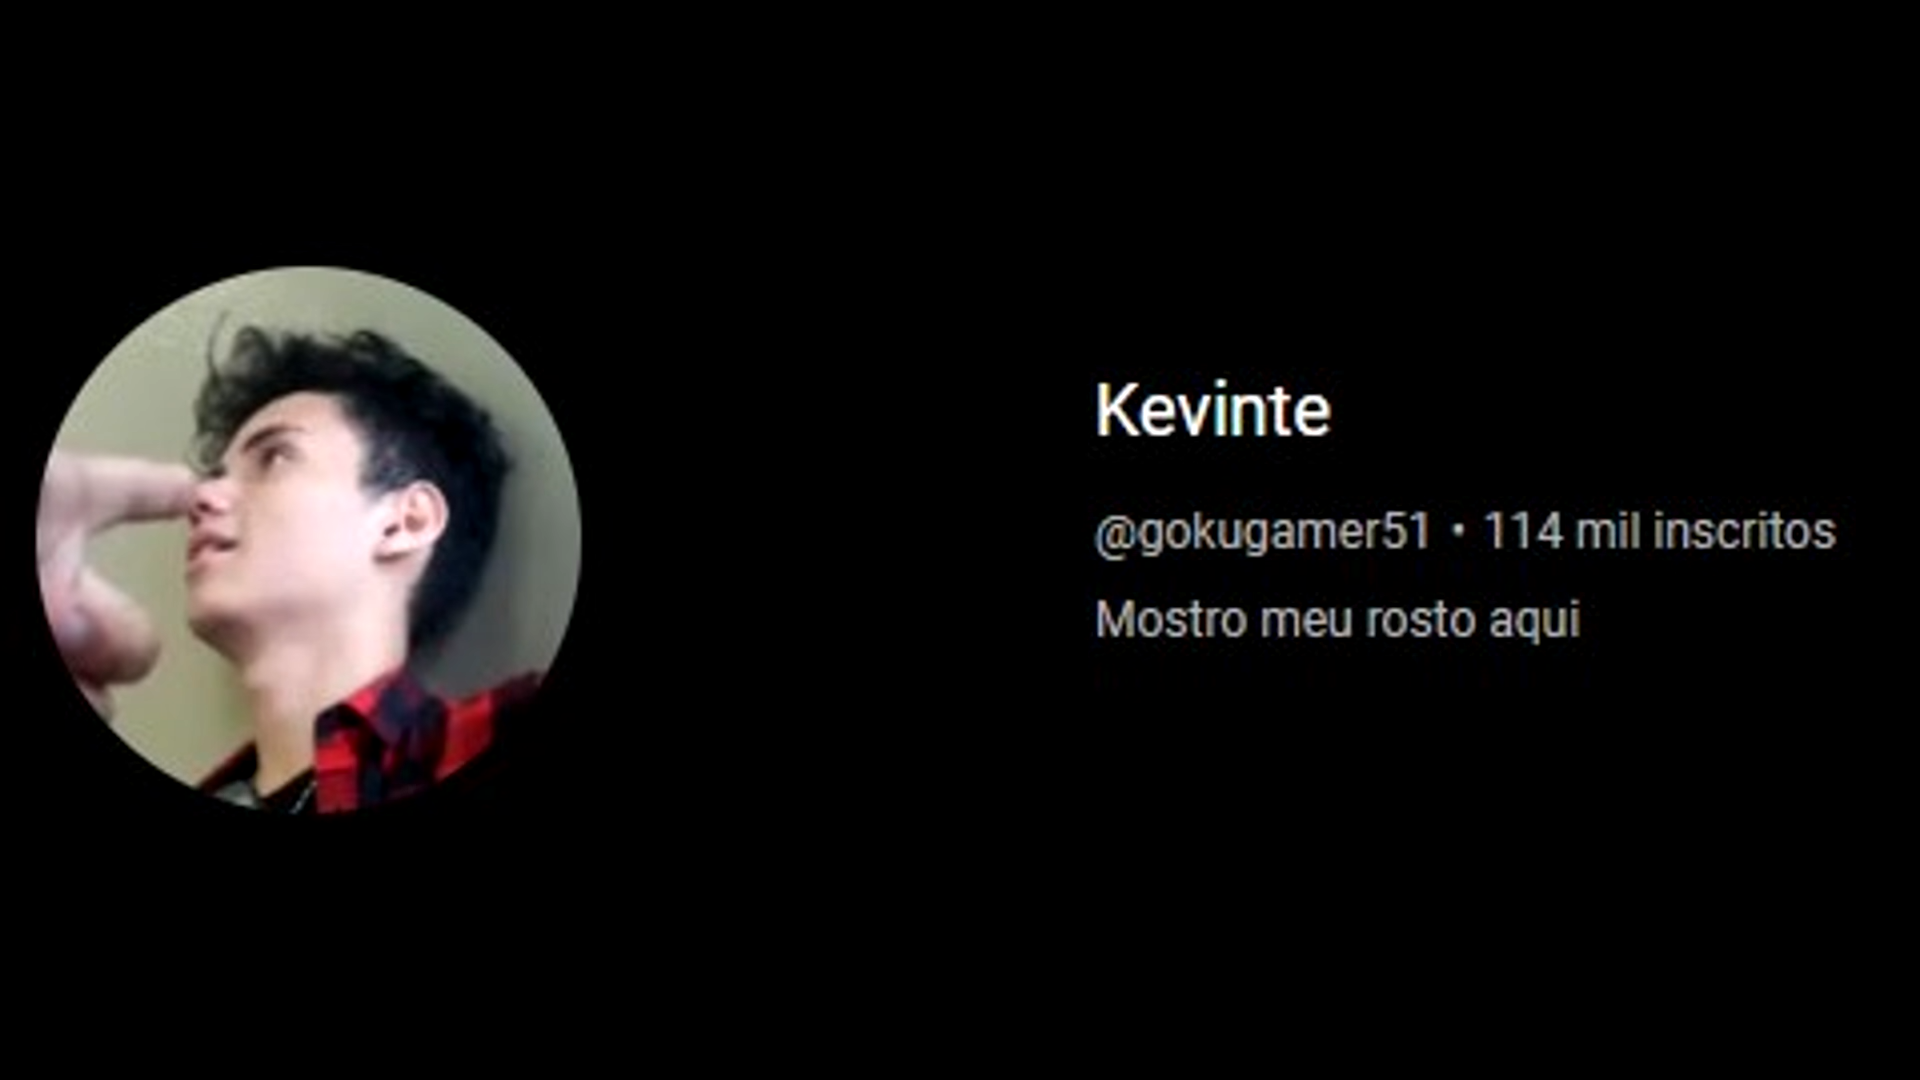 Kevinte
@gokugamer51 • 114 mil inscritos
Mostro meu rosto aqui